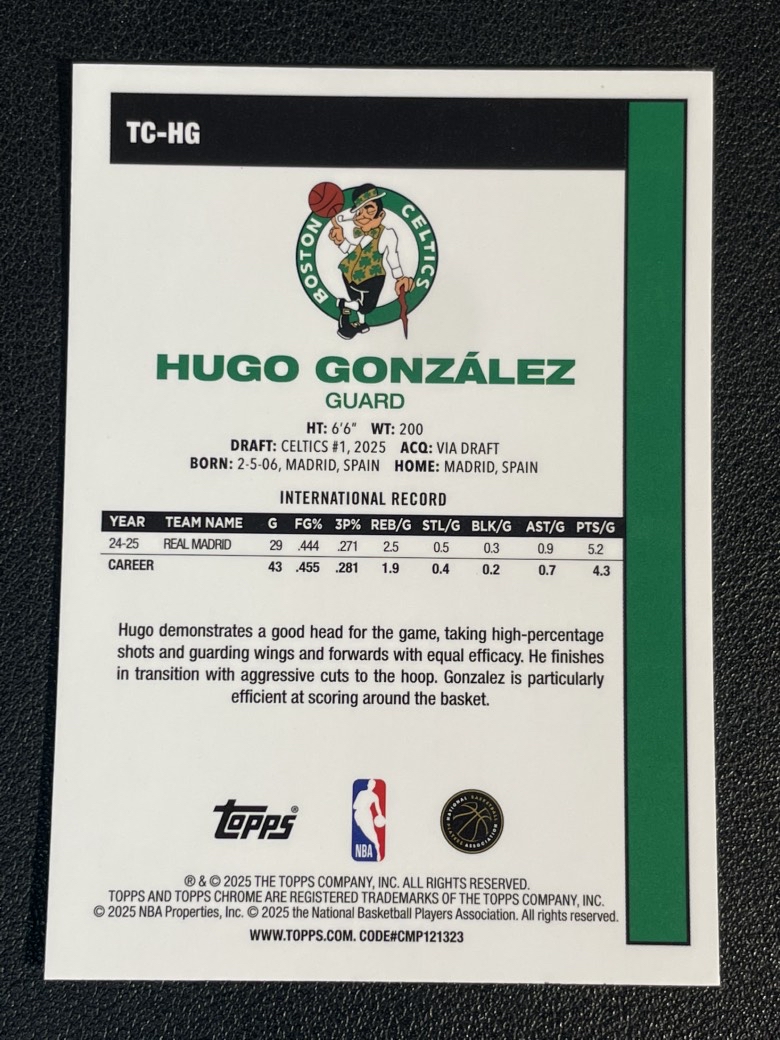 TC-HG
BOSTON CELTICS
HUGO GONZÁLEZ
GUARD
HT: 6'6" WT: 200
DRAFT: CELTICS #1, 2025 ACQ: VIA DRAFT
BORN: 2-5-06, MADRID, SPAIN HOME: MADRID, SPAIN
INTERNATIONAL RECORD
YEAR TEAM NAME G FG% 3P% REB/G STL/G BLK/G AST/G PTS/G
24-25 REAL MADRID 29 .444 .271 2.5 0.5 0.3 0.9 5.2
CAREER 43 .455 .281 1.9 0.4 0.2 0.7 4.3
Hugo demonstrates a good head for the game, taking high-percentage
shots and guarding wings and forwards with equal efficacy. He finishes
in transition with aggressive cuts to the hoop. Gonzalez is particularly
efficient at scoring around the basket.
Topps®
NBA
NATIONAL BASKETBALL PLAYERS ASSOCIATION
® & © 2025 THE TOPPS COMPANY, INC. ALL RIGHTS RESERVED.
TOPPS AND TOPPS CHROME ARE REGISTERED TRADEMARKS OF THE TOPPS COMPANY, INC.
© 2025 NBA Properties, Inc. © 2025 the National Basketball Players Association. All rights reserved.
WWW.TOPPS.COM. CODE#CMP121323